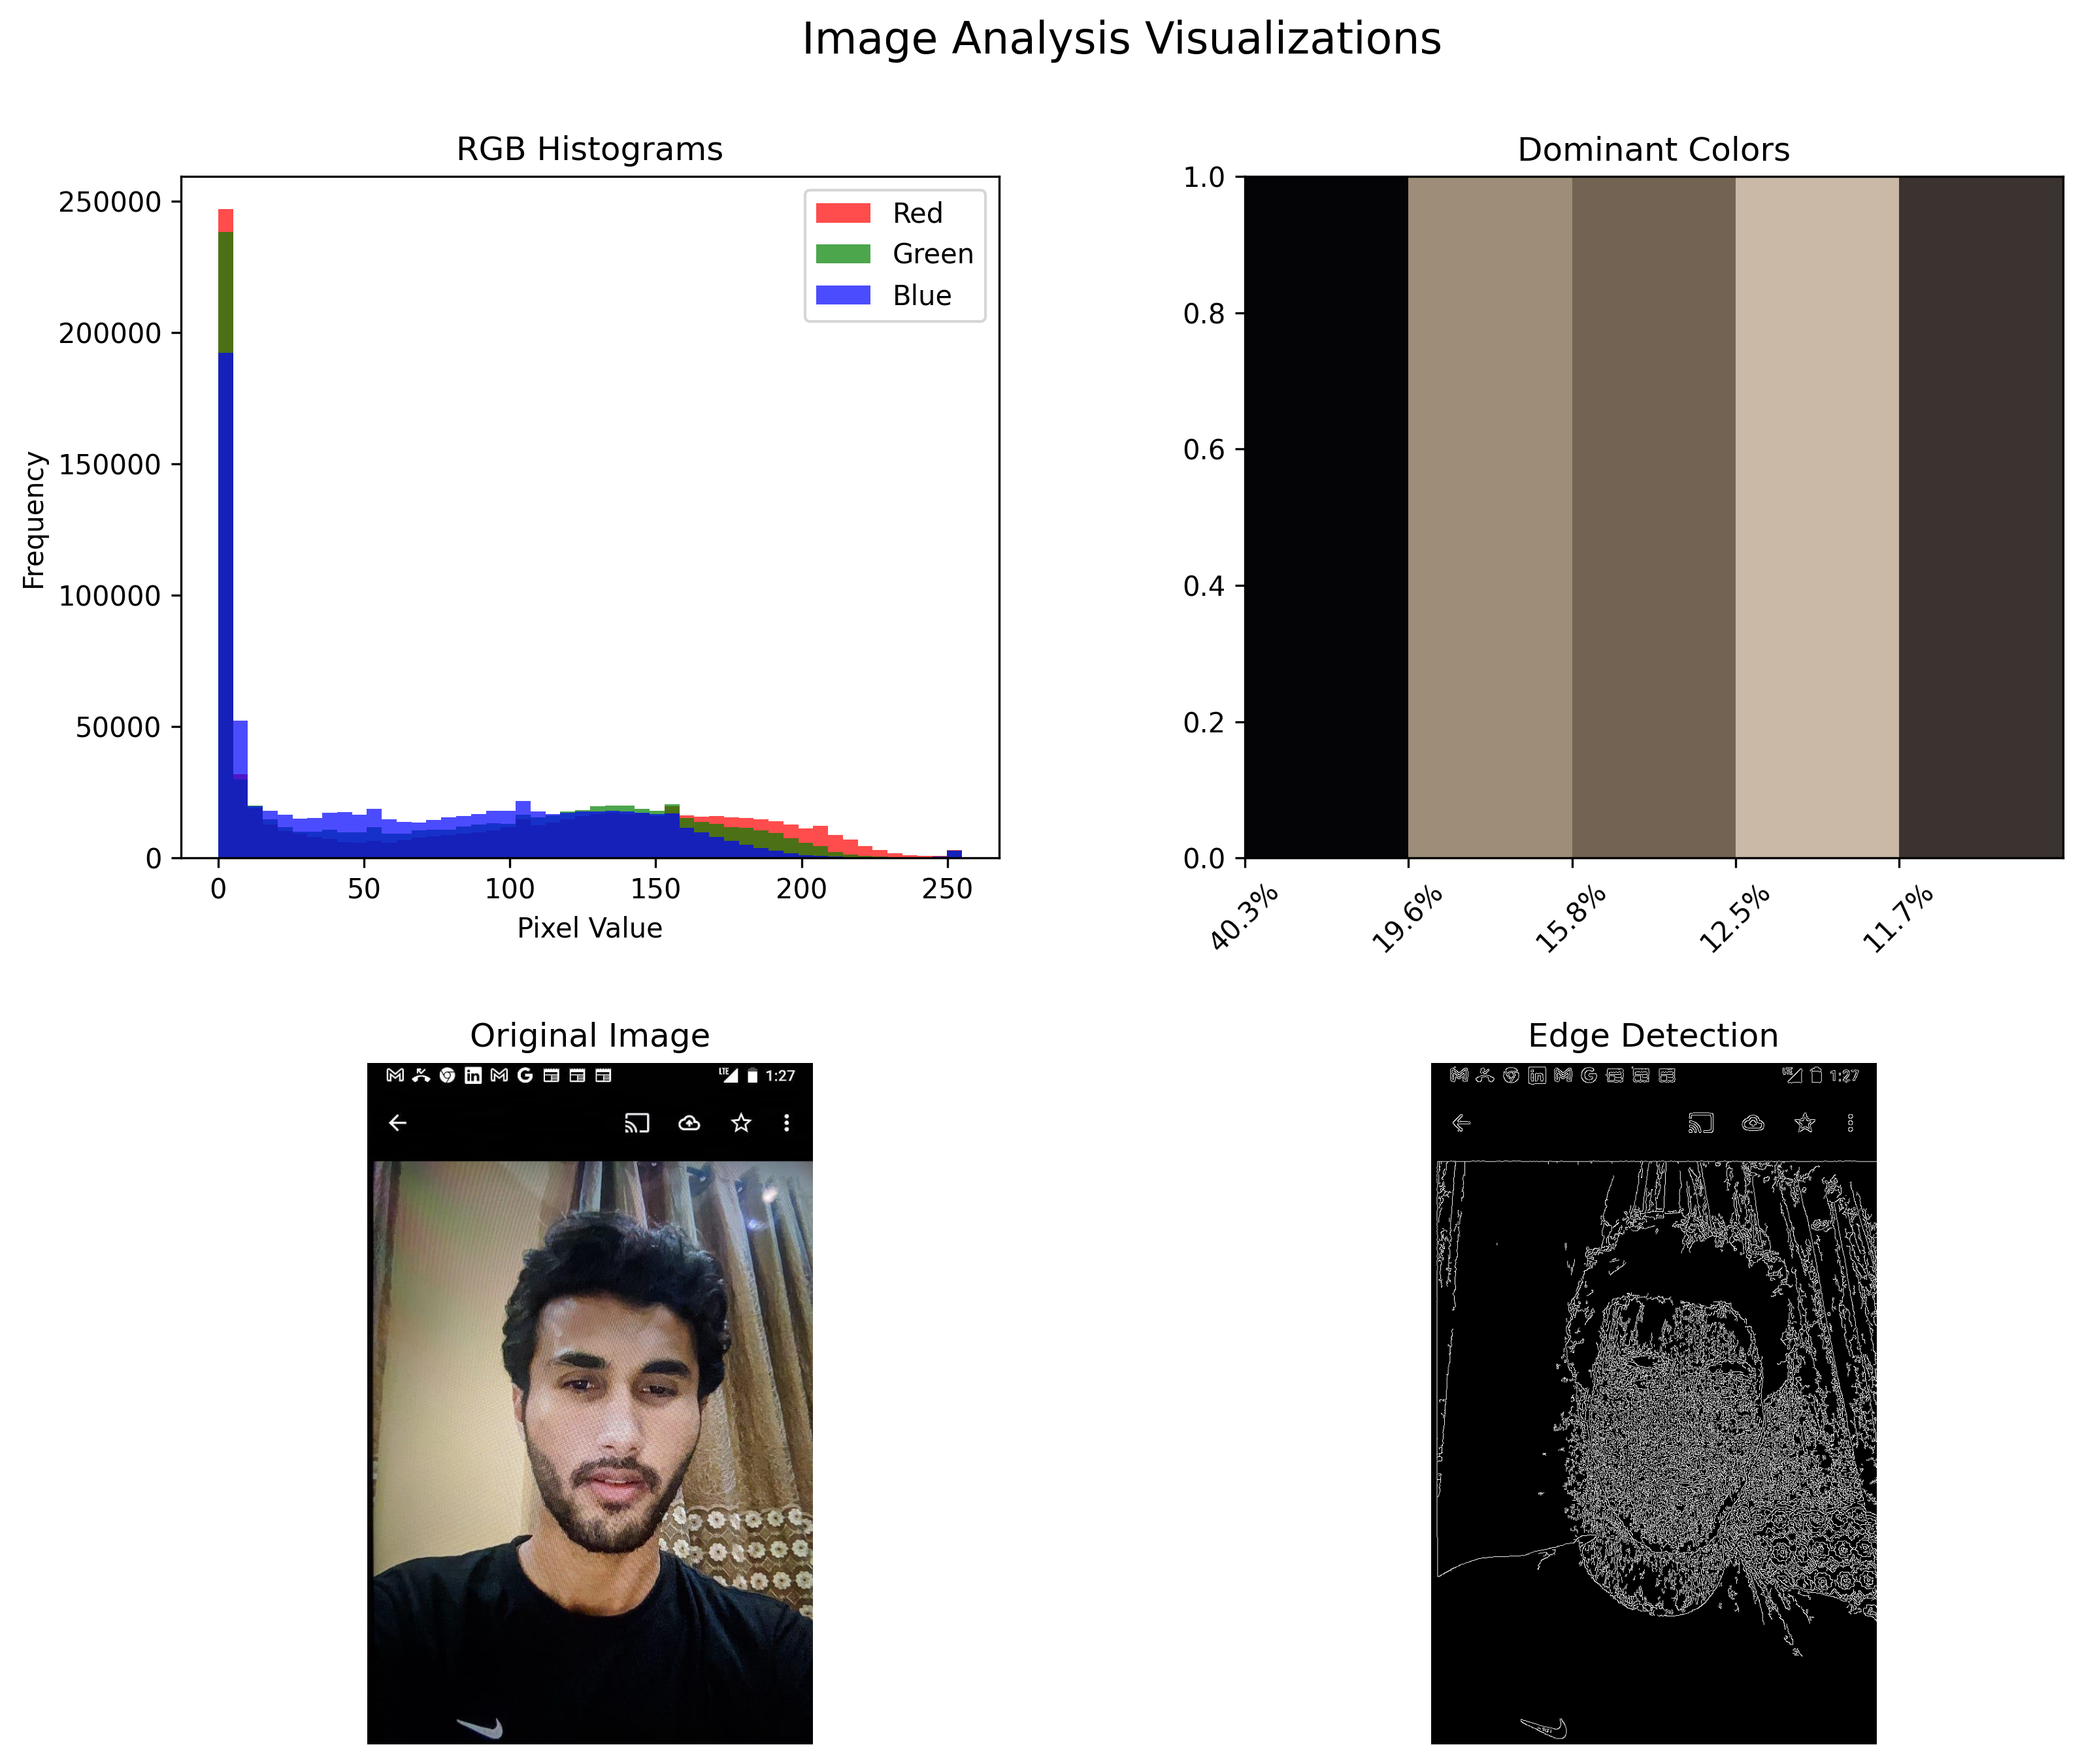 Image Analysis Visualizations
RGB Histograms
250000
200000
150000
100000
50000
0
Frequency
0 50 100 150 200 250
Pixel Value
Red
Green
Blue
Dominant Colors
1.0
0.8
0.6
0.4
0.2
0.0
40.3% 19.6% 15.8% 12.5% 11.7%
Original Image
LTE 1:27
Edge Detection
LTE 1:27